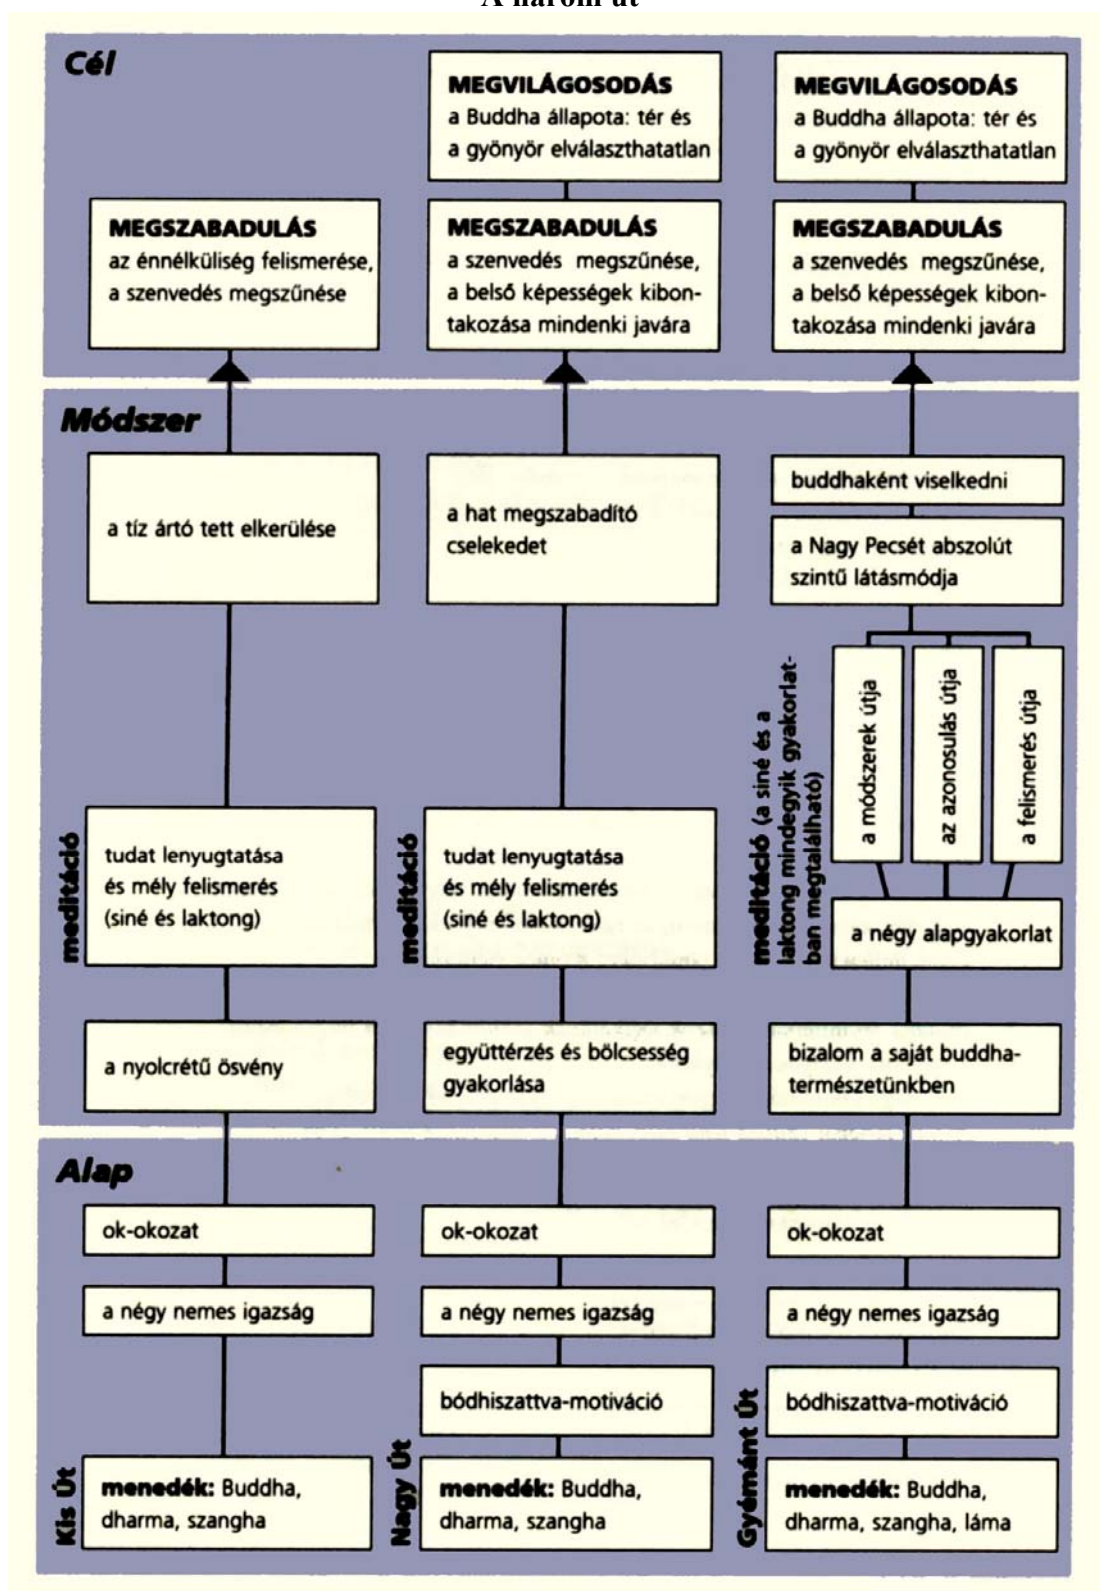 A három út
Cél
MEGSZABADULÁS
az énnélküliség felismerése,
a szenvedés megszűnése
MEGVILÁGOSODÁS
a Buddha állapota: tér és
a gyönyör elválaszthatatlan
MEGSZABADULÁS
a szenvedés megszűnése,
a belső képességek kibon-
takozása mindenki javára
MEGVILÁGOSODÁS
a Buddha állapota: tér és
a gyönyör elválaszthatatlan
MEGSZABADULÁS
a szenvedés megszűnése,
a belső képességek kibon-
takozása mindenki javára
Módszer
a tíz ártó tett elkerülése
meditáció
tudat lenyugtatása
és mély felismerés
(siné és laktong)
a nyolcrétű ösvény
a hat megszabadító
cselekedet
meditáció
tudat lenyugtatása
és mély felismerés
(siné és laktong)
együttérzés és bölcsesség
gyakorlása
buddhaként viselkedni
a Nagy Pecsét abszolút
szintű látásmódja
meditáció (a siné és a
laktong mindegyik gyakorlat-
ban megtalálható)
a módszerek útja
az azonosulás útja
a felismerés útja
a négy alapgyakorlat
bizalom a saját buddha-
természetünkben
Alap
Kis Út
ok-okozat
a négy nemes igazság
menedék: Buddha,
dharma, szangha
Nagy Út
ok-okozat
a négy nemes igazság
bódhiszattva-motiváció
menedék: Buddha,
dharma, szangha
Gyémánt Út
ok-okozat
a négy nemes igazság
bódhiszattva-motiváció
menedék: Buddha,
dharma, szangha, láma